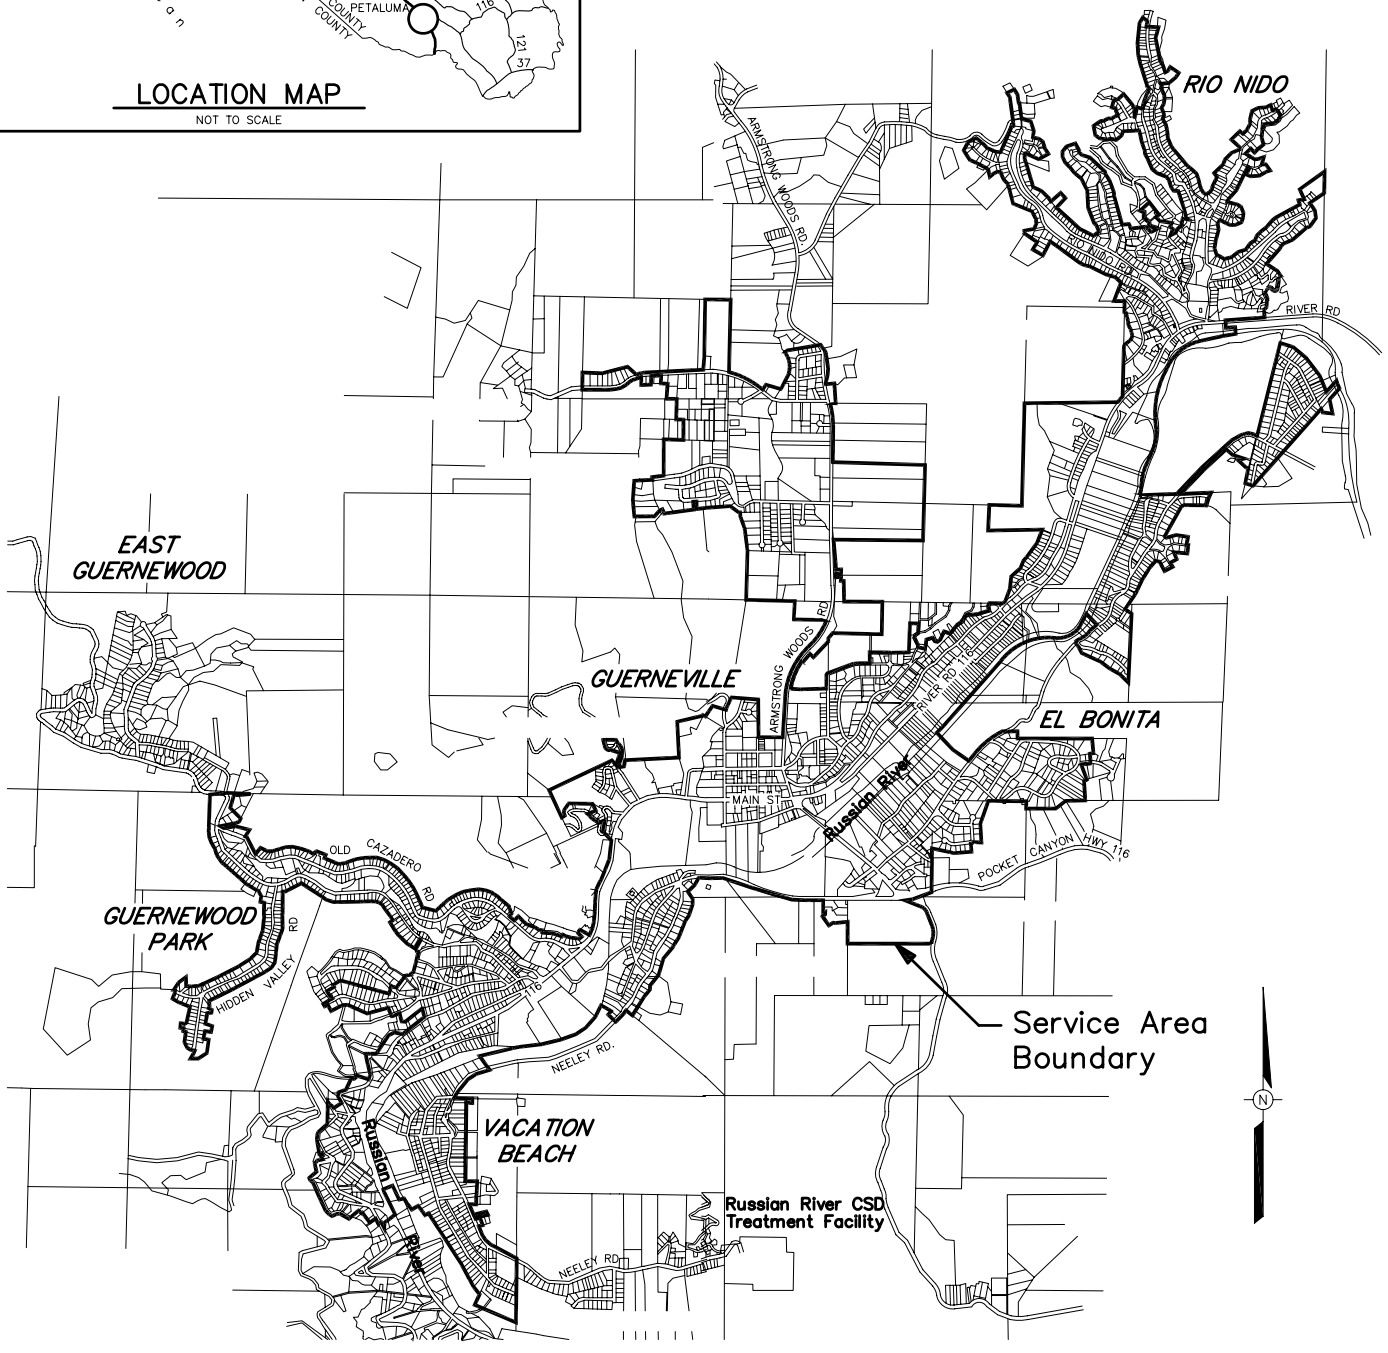 an
COUNTY
COUNTY
PETALUMA
116
121
37
LOCATION MAP
NOT TO SCALE
RIO NIDO
ARMSTRONG WOODS RD.
RIO NIDO RD
RIVER RD
EAST
GUERNEWOOD
GUERNEVILLE
ARMSTRONG WOODS RD
RIVER RD 116
EL BONITA
MAIN ST
Russian River
POCKET CANYON HWY 116
OLD CAZADERO RD
GUERNEWOOD
PARK
HIDDEN VALLEY RD
116
NEELEY RD.
Service Area
Boundary
N
VACATION
BEACH
Russian River
Russian River CSD
Treatment Facility
NEELEY RD